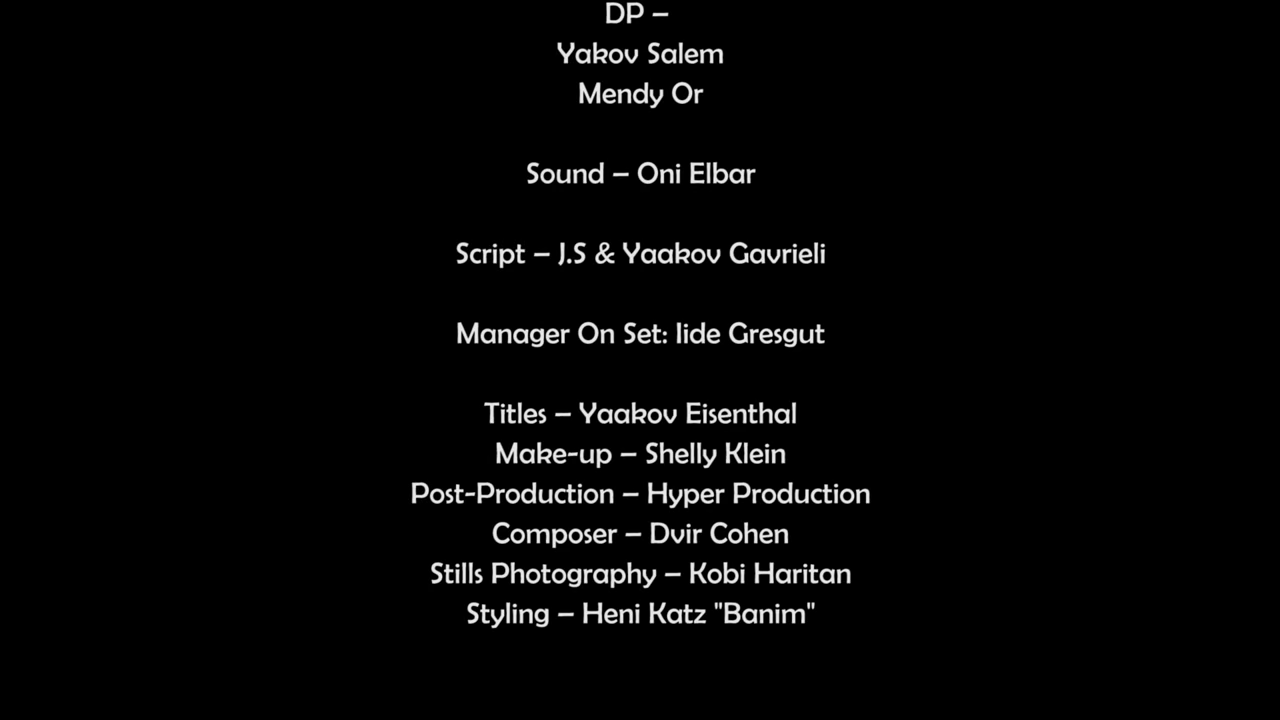 DP –
Yakov Salem
Mendy Or
Sound – Oni Elbar
Script – J.S & Yaakov Gavrieli
Manager On Set: Iide Gresgut
Titles – Yaakov Eisenthal
Make-up – Shelly Klein
Post-Production – Hyper Production
Composer – Dvir Cohen
Stills Photography – Kobi Haritan
Styling – Heni Katz "Banim"